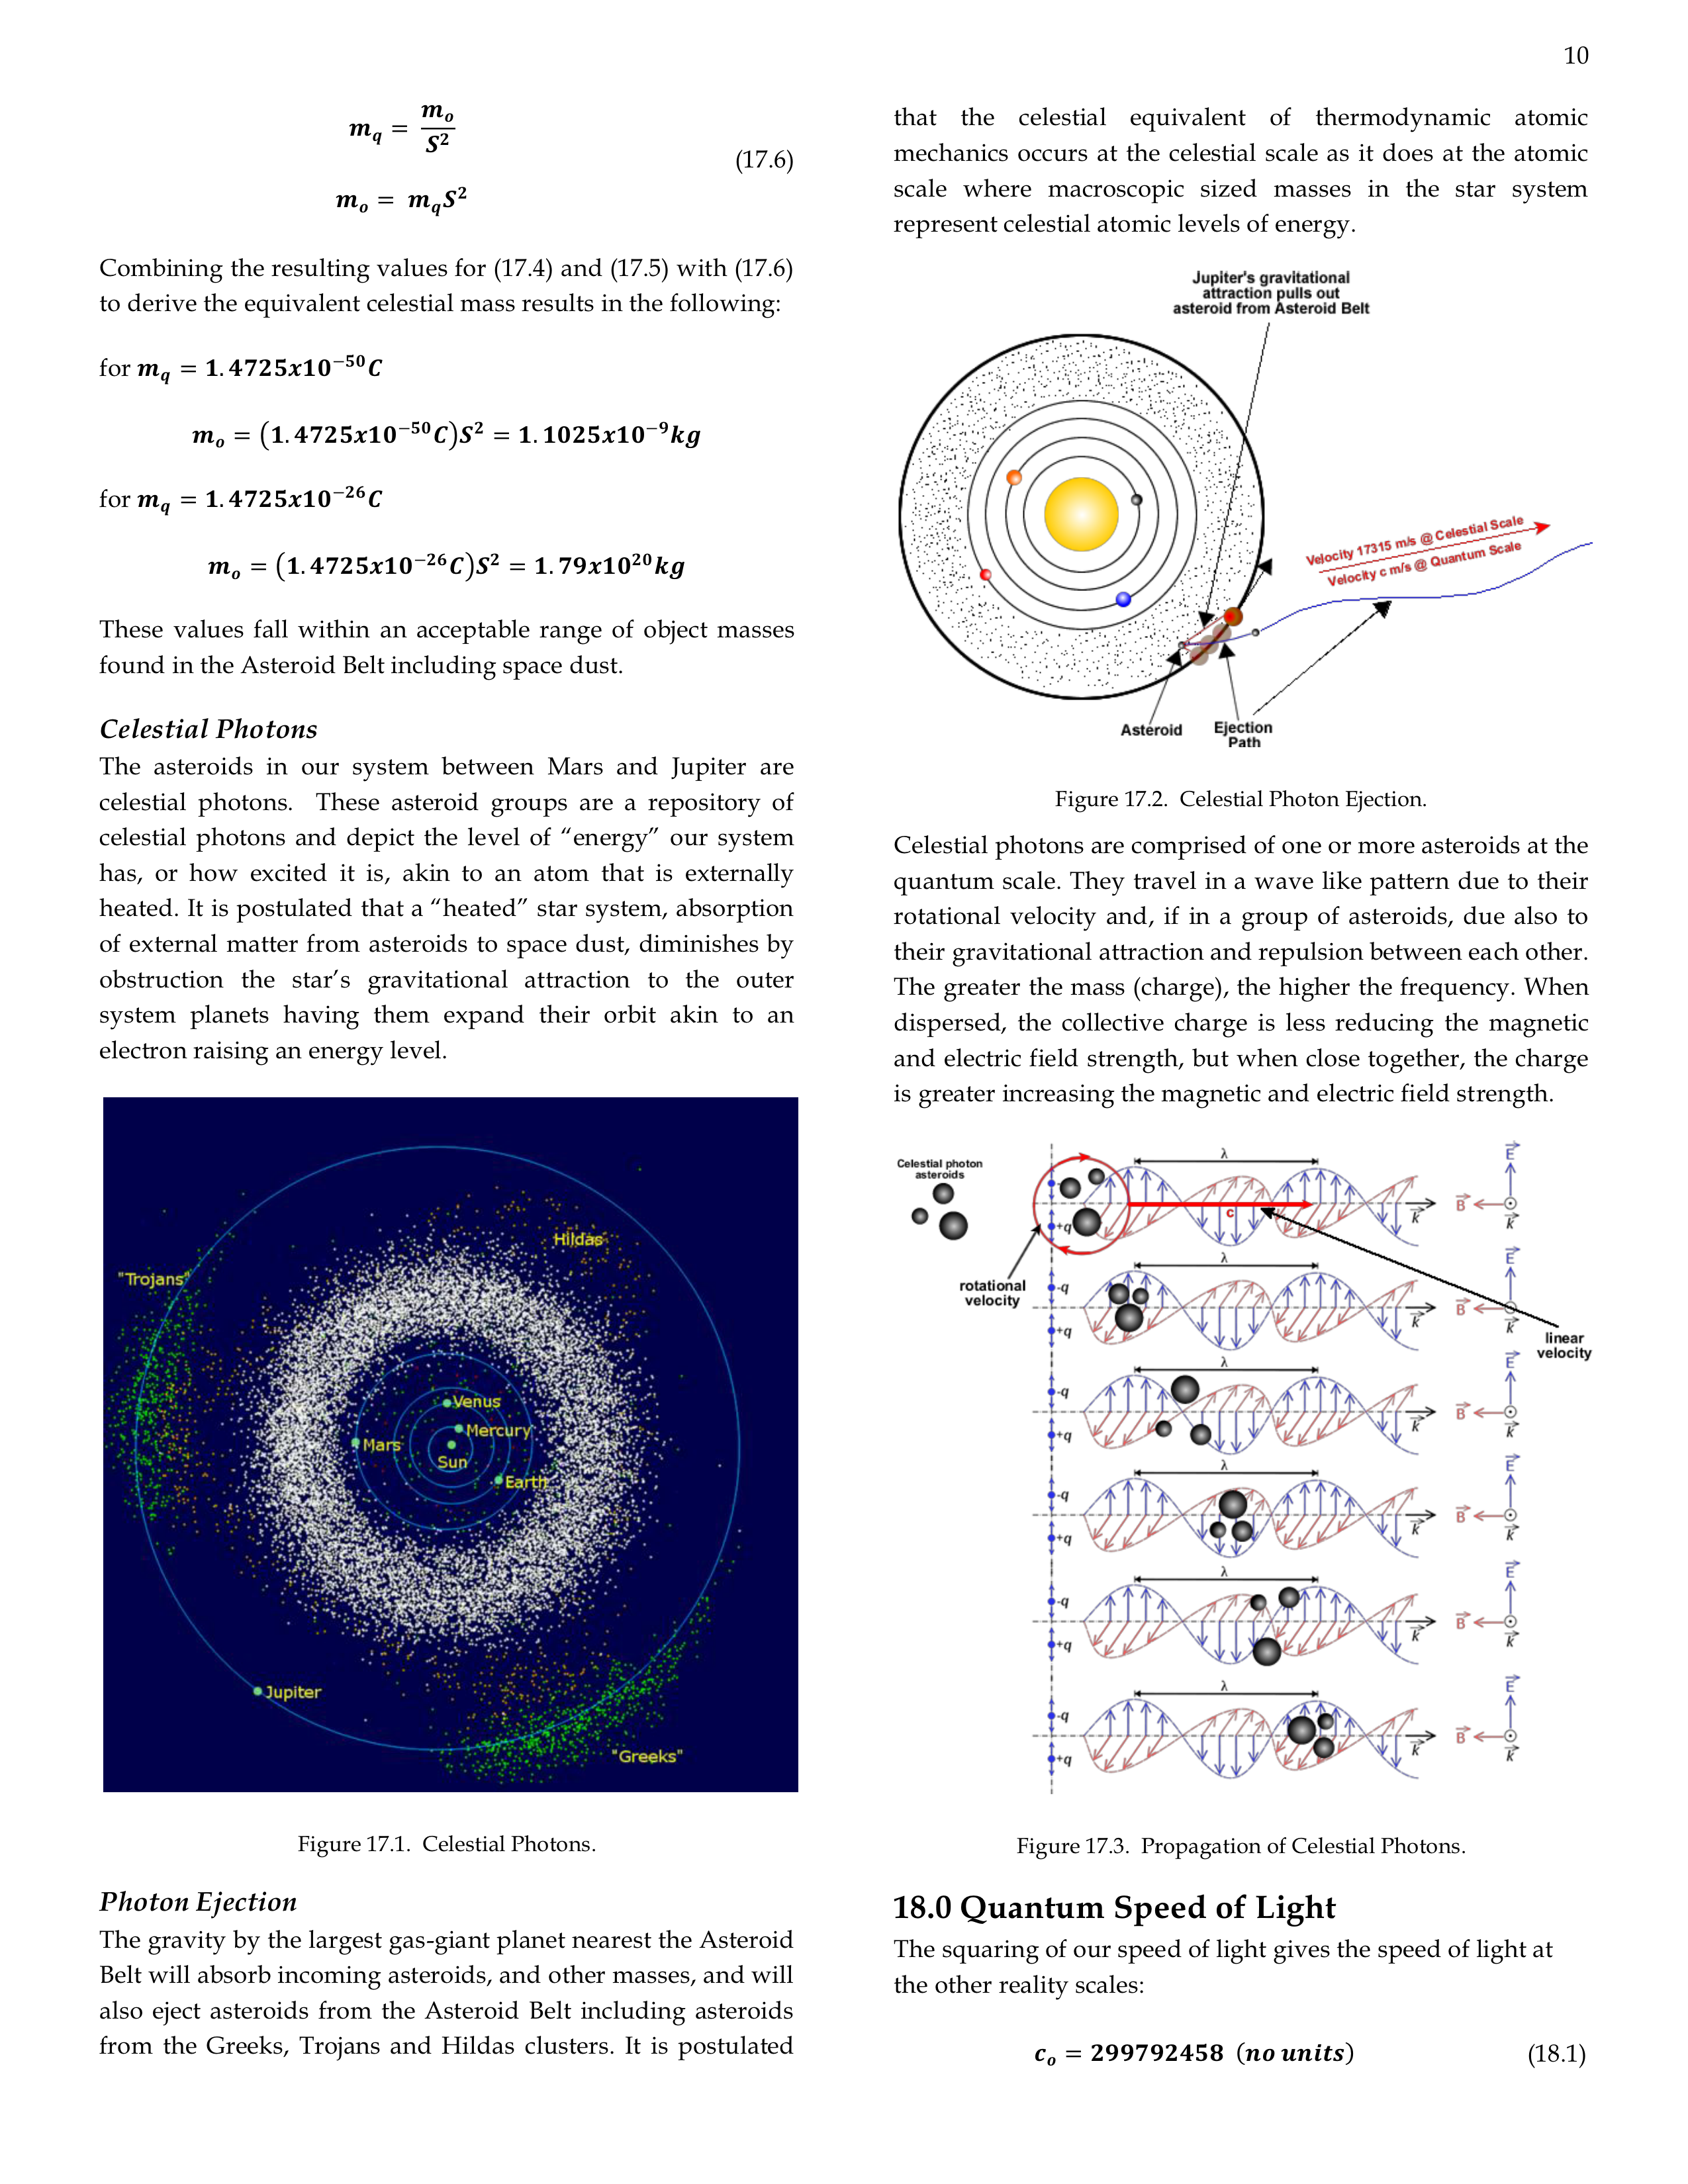 10
m_q = m_o / S²
(17.6)
m_o = m_q S²
Combining the resulting values for (17.4) and (17.5) with (17.6)
to derive the equivalent celestial mass results in the following:
for m_q = 1.4725x10⁻⁵⁰C
m_o = (1.4725x10⁻⁵⁰C)S² = 1.1025x10⁻⁹kg
for m_q = 1.4725x10⁻²⁶C
m_o = (1.4725x10⁻²⁶C)S² = 1.79x10²⁰kg
These values fall within an acceptable range of object masses
found in the Asteroid Belt including space dust.
Celestial Photons
The asteroids in our system between Mars and Jupiter are
celestial photons. These asteroid groups are a repository of
celestial photons and depict the level of “energy” our system
has, or how excited it is, akin to an atom that is externally
heated. It is postulated that a “heated” star system, absorption
of external matter from asteroids to space dust, diminishes by
obstruction the star’s gravitational attraction to the outer
system planets having them expand their orbit akin to an
electron raising an energy level.
Hildas
"Trojans"
Venus
Mercury
Mars
Sun
Earth
Jupiter
"Greeks"
Figure 17.1. Celestial Photons.
Photon Ejection
The gravity by the largest gas-giant planet nearest the Asteroid
Belt will absorb incoming asteroids, and other masses, and will
also eject asteroids from the Asteroid Belt including asteroids
from the Greeks, Trojans and Hildas clusters. It is postulated
that the celestial equivalent of thermodynamic atomic
mechanics occurs at the celestial scale as it does at the atomic
scale where macroscopic sized masses in the star system
represent celestial atomic levels of energy.
Jupiter's gravitational
attraction pulls out
asteroid from Asteroid Belt
Velocity 17315 m/s @ Celestial Scale
Velocity c m/s @ Quantum Scale
Asteroid
Ejection
Path
Figure 17.2. Celestial Photon Ejection.
Celestial photons are comprised of one or more asteroids at the
quantum scale. They travel in a wave like pattern due to their
rotational velocity and, if in a group of asteroids, due also to
their gravitational attraction and repulsion between each other.
The greater the mass (charge), the higher the frequency. When
dispersed, the collective charge is less reducing the magnetic
and electric field strength, but when close together, the charge
is greater increasing the magnetic and electric field strength.
Celestial photon
asteroids
λ
E
+q
c
k
B
k
rotational
velocity
λ
E
-q
+q
k
B
k
linear
velocity
λ
E
-q
+q
k
B
k
λ
E
-q
+q
k
B
k
λ
E
-q
+q
k
B
k
λ
E
-q
+q
k
B
k
Figure 17.3. Propagation of Celestial Photons.
18.0 Quantum Speed of Light
The squaring of our speed of light gives the speed of light at
the other reality scales:
c_o = 299792458 (no units)
(18.1)